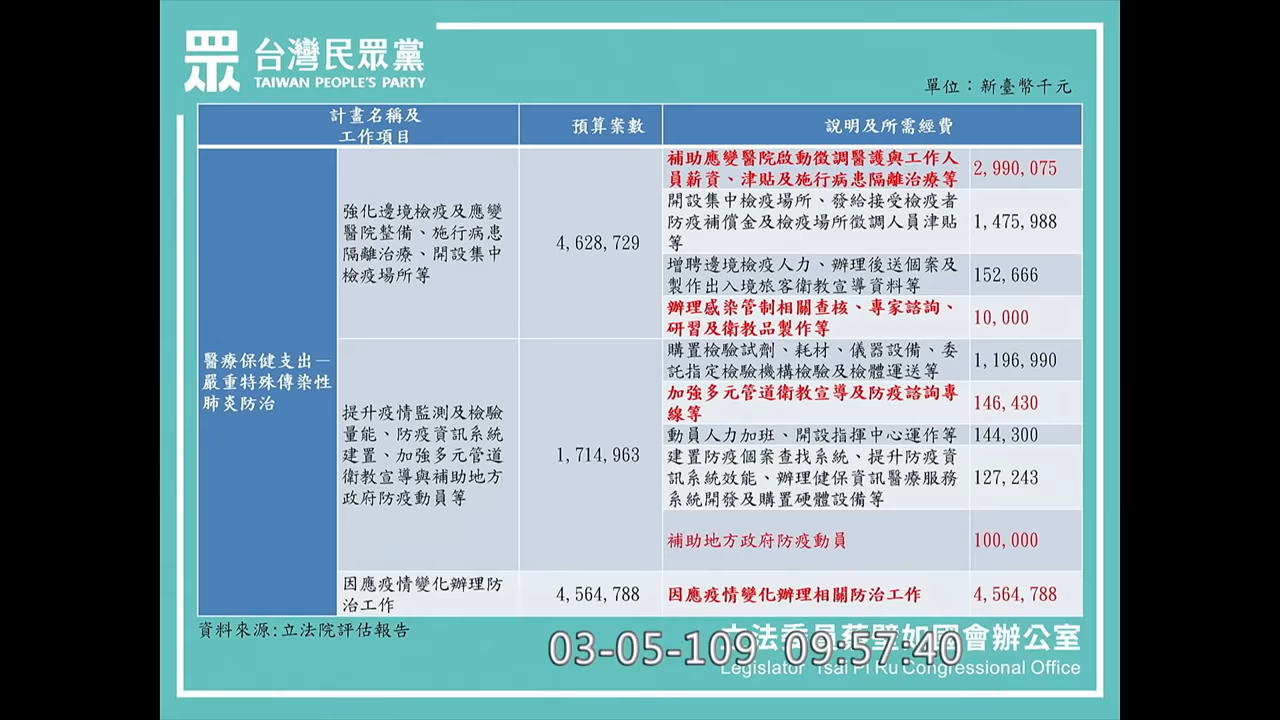 眾 台灣民眾黨
TAIWAN PEOPLE'S PARTY
單位：新臺幣千元
計畫名稱及
工作項目
預算案數
說明及所需經費
醫療保健支出－
嚴重特殊傳染性
肺炎防治
強化邊境檢疫及應變
醫院整備、施行病患
隔離治療、開設集中
檢疫場所等
4,628,729
補助應變醫院啟動徵調醫護與工作人
員薪資、津貼及施行病患隔離治療等
2,990,075
開設集中檢疫場所、發給接受檢疫者
防疫補償金及檢疫場所徵調人員津貼
等
1,475,988
增聘邊境檢疫人力、辦理後送個案及
製作出入境旅客衛教宣導資料等
152,666
辦理感染管制相關查核、專家諮詢、
研習及衛教品製作等
10,000
提升疫情監測及檢驗
量能、防疫資訊系統
建置、加強多元管道
衛教宣導與補助地方
政府防疫動員等
1,714,963
購置檢驗試劑、耗材、儀器設備、委
託指定檢驗機構檢驗及檢體運送等
1,196,990
加強多元管道衛教宣導及防疫諮詢專
線等
146,430
動員人力加班、開設指揮中心運作等
144,300
建置防疫個案查找系統、提升防疫資
訊系統效能、辦理健保資訊醫療服務
系統開發及購置硬體設備等
127,243
補助地方政府防疫動員
100,000
因應疫情變化辦理防
治工作
4,564,788
因應疫情變化辦理相關防治工作
4,564,788
資料來源:立法院評估報告
立法委員蔡壁如國會辦公室
Legislator Tsai Pi Ru Congressional Office
03-05-109 09:57:40